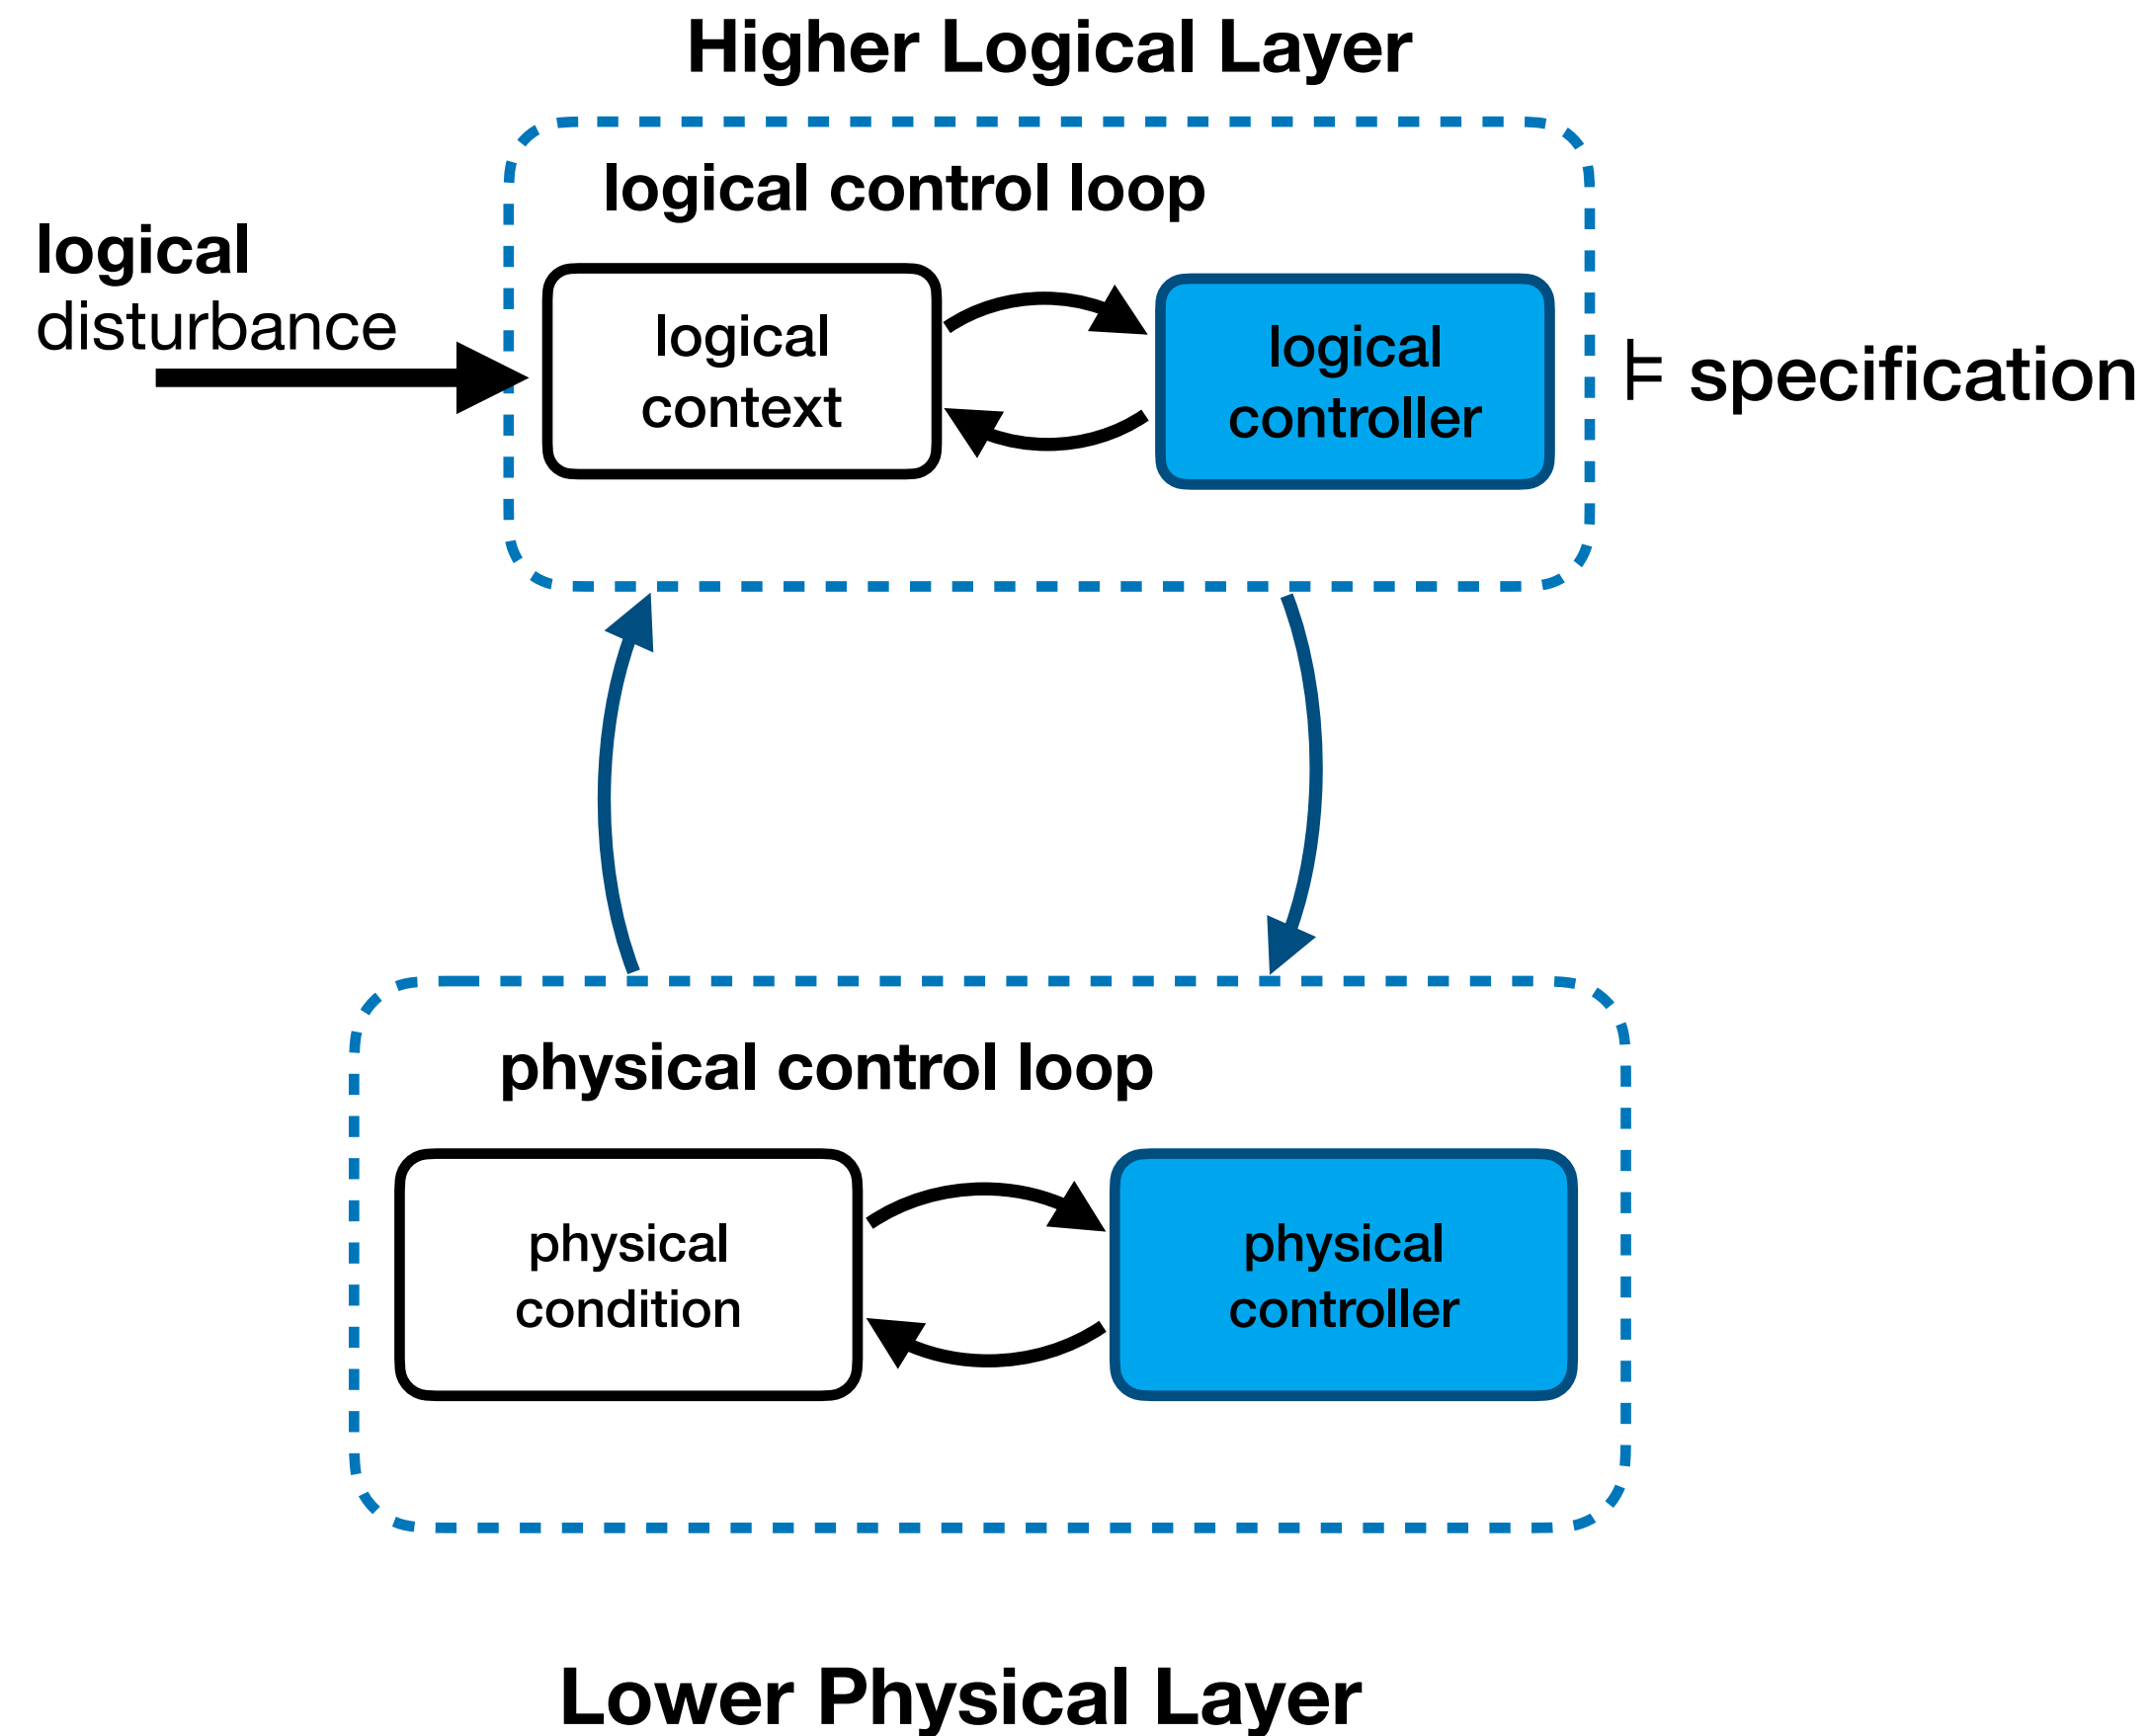 Higher Logical Layer
logical control loop
logical
disturbance
logical
context
logical
controller
⊨ specification
physical control loop
physical
condition
physical
controller
Lower Physical Layer